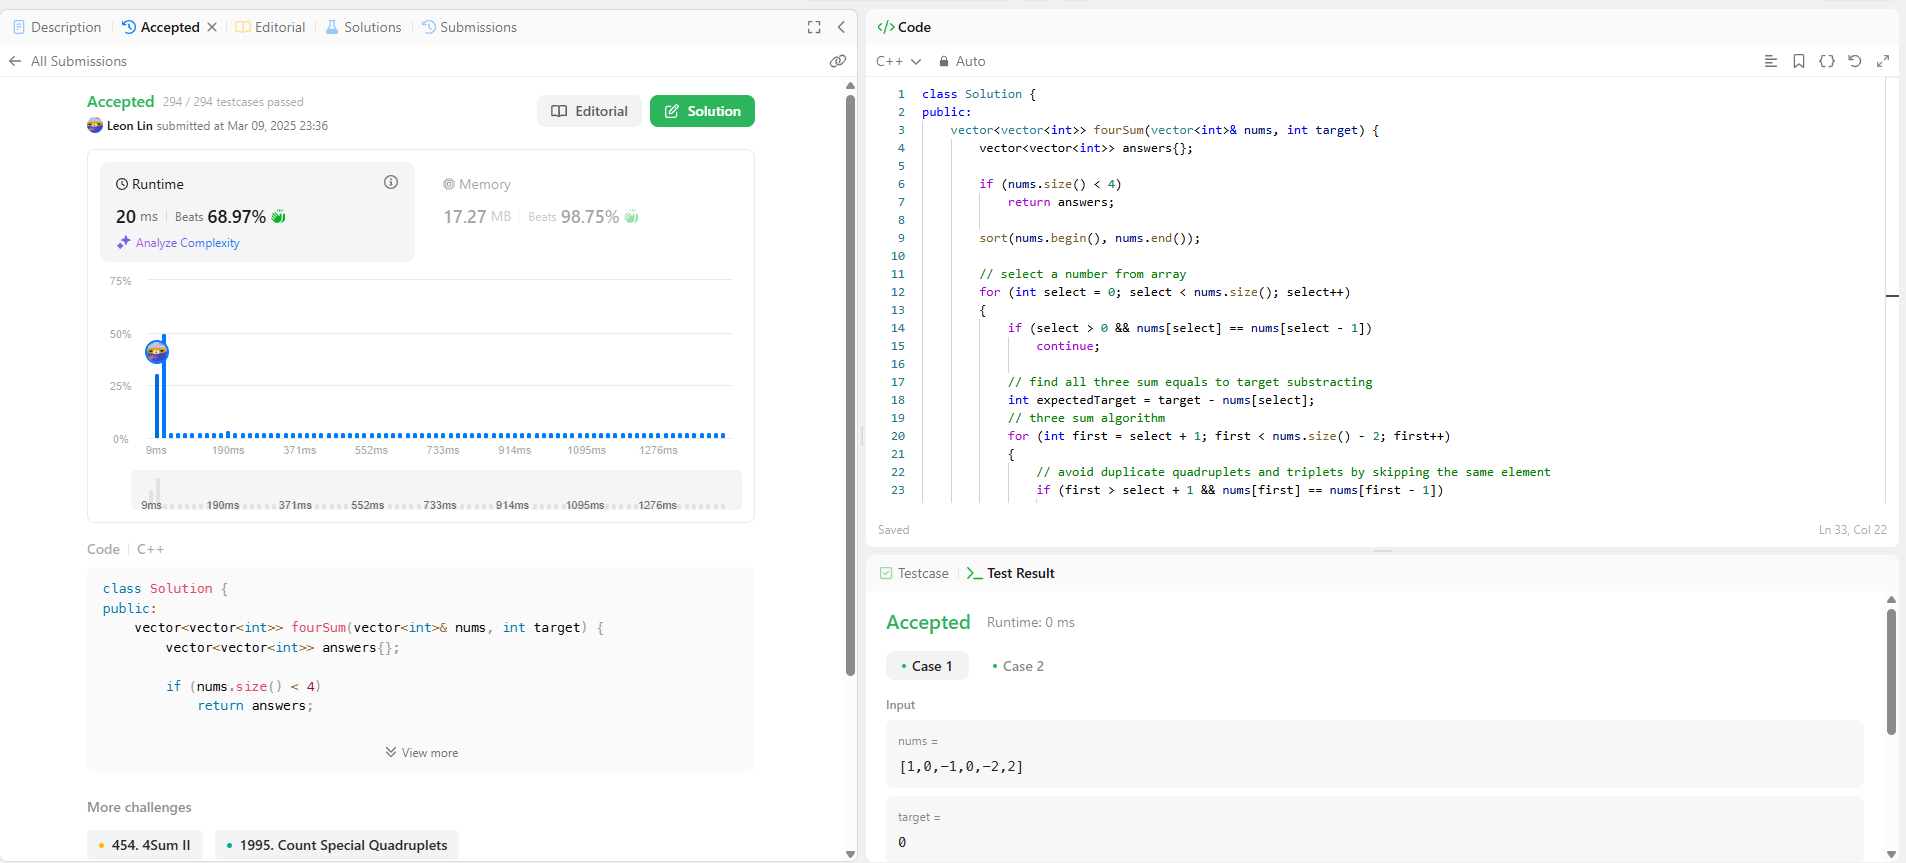 Description
Accepted
Editorial
Solutions
Submissions
All Submissions
Accepted 294 / 294 testcases passed
Leon Lin submitted at Mar 09, 2025 23:36
Editorial
Solution
Runtime
20 ms Beats 68.97%
Analyze Complexity
Memory
17.27 MB Beats 98.75%
75%
50%
25%
0%
9ms 190ms 371ms 552ms 733ms 914ms 1095ms 1276ms
9ms 190ms 371ms 552ms 733ms 914ms 1095ms 1276ms
Code C++
class Solution {
public:
    vector<vector<int>> fourSum(vector<int>& nums, int target) {
        vector<vector<int>> answers{};
        if (nums.size() < 4)
            return answers;
View more
More challenges
454. 4Sum II
1995. Count Special Quadruplets
</> Code
C++ Auto
1 class Solution {
2 public:
3     vector<vector<int>> fourSum(vector<int>& nums, int target) {
4         vector<vector<int>> answers{};
5
6         if (nums.size() < 4)
7             return answers;
8
9         sort(nums.begin(), nums.end());
10
11         // select a number from array
12         for (int select = 0; select < nums.size(); select++)
13         {
14             if (select > 0 && nums[select] == nums[select - 1])
15                 continue;
16
17             // find all three sum equals to target substracting
18             int expectedTarget = target - nums[select];
19             // three sum algorithm
20             for (int first = select + 1; first < nums.size() - 2; first++)
21             {
22                 // avoid duplicate quadruplets and triplets by skipping the same element
23                 if (first > select + 1 && nums[first] == nums[first - 1])
Saved
Ln 33, Col 22
Testcase
Test Result
Accepted Runtime: 0 ms
Case 1
Case 2
Input
nums =
[1,0,-1,0,-2,2]
target =
0